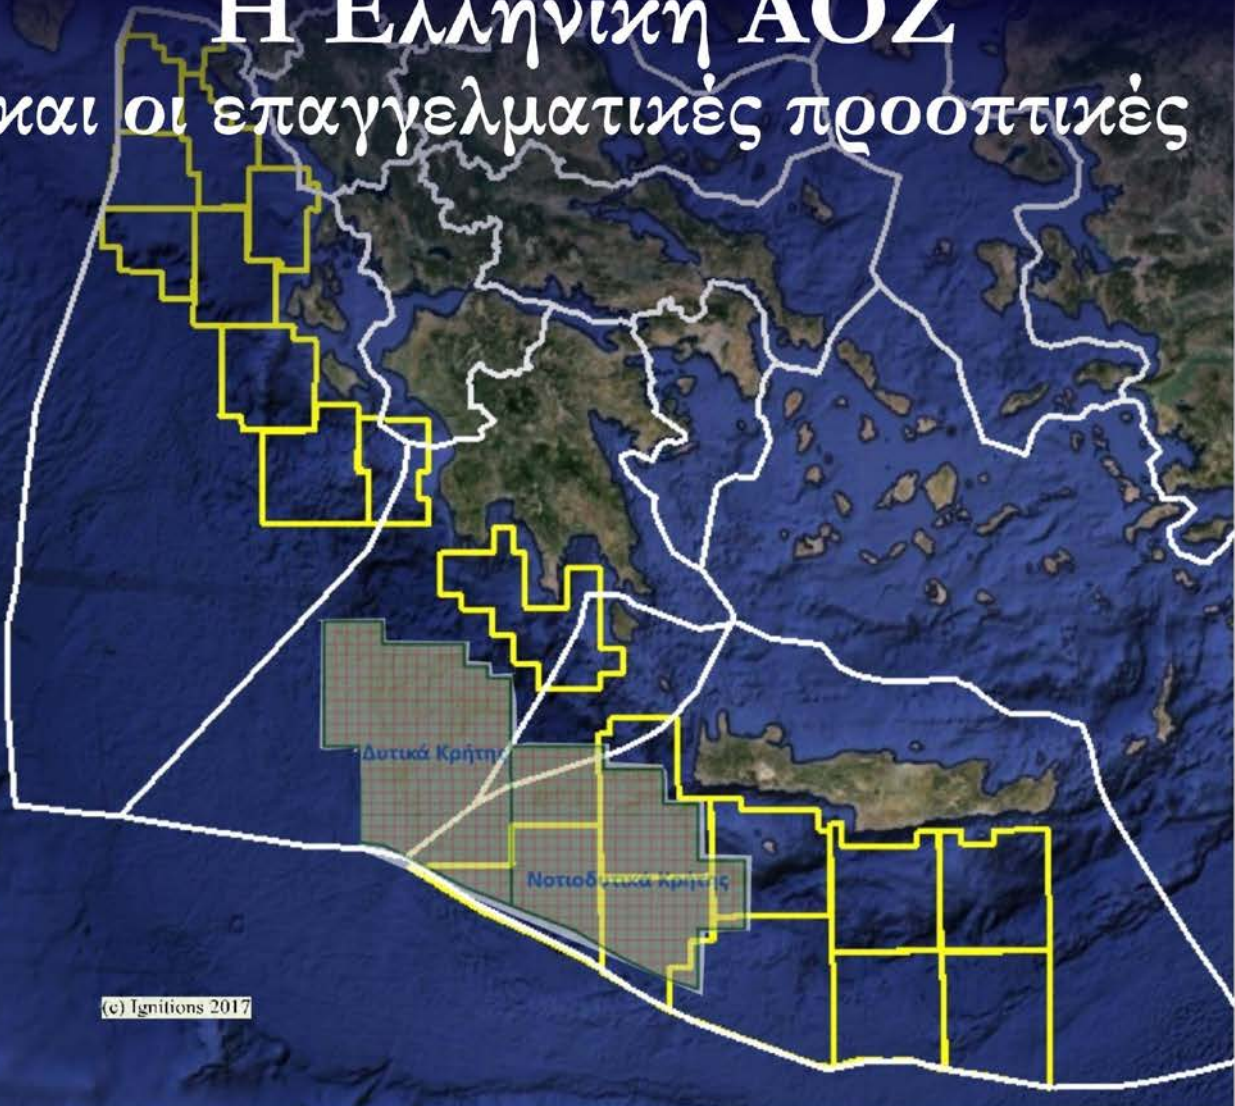 Η Ελληνική ΑΟΖ
και οι επαγγελματικές προοπτικές
Δυτικά Κρήτης
Νοτιοδυτικά Κρήτης
(c) Ignitions 2017